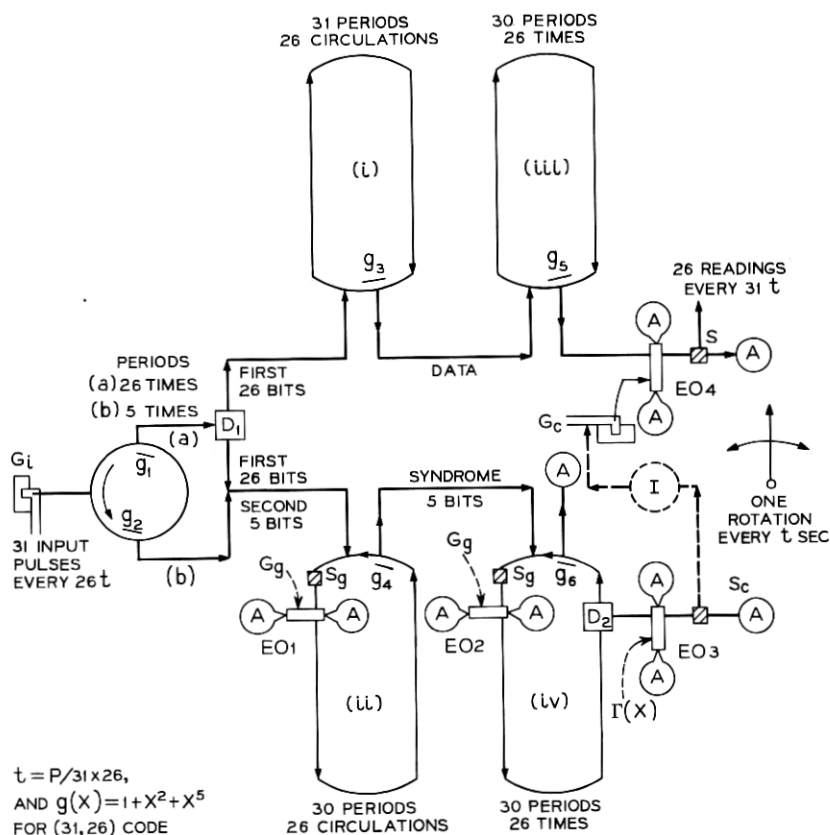 31 PERIODS
26 CIRCULATIONS
30 PERIODS
26 TIMES
(i)
(iii)
g3
g5
26 READINGS
EVERY 31 t
PERIODS
(a) 26 TIMES
(b) 5 TIMES
(a)
FIRST
26 BITS
DATA
A
S
A
EO4
A
D1
Gi
g1
g2
FIRST
26 BITS
SECOND
5 BITS
SYNDROME
5 BITS
Gc
A
I
ONE
ROTATION
EVERY t SEC
31 INPUT
PULSES
EVERY 26t
(b)
Gg
Sg
g4
Gg
Sg
g6
A
Sc
A
A
EO1
A
A
EO2
D2
A
EO3
A
Γ(X)
(ii)
(iv)
t = P/31 x 26,
AND g(X) = 1+X²+X⁵
FOR (31,26) CODE
30 PERIODS
26 CIRCULATIONS
30 PERIODS
26 TIMES